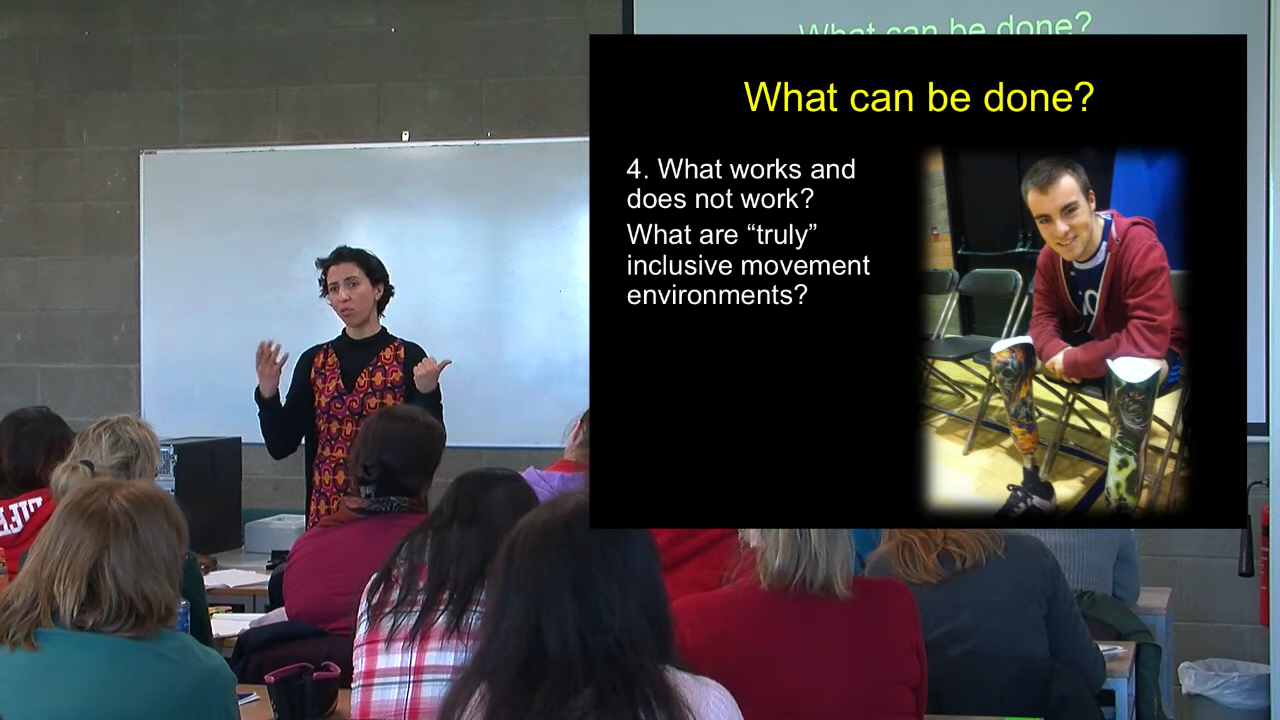 What can be done?
What can be done?
4. What works and
does not work?
What are “truly”
inclusive movement
environments?